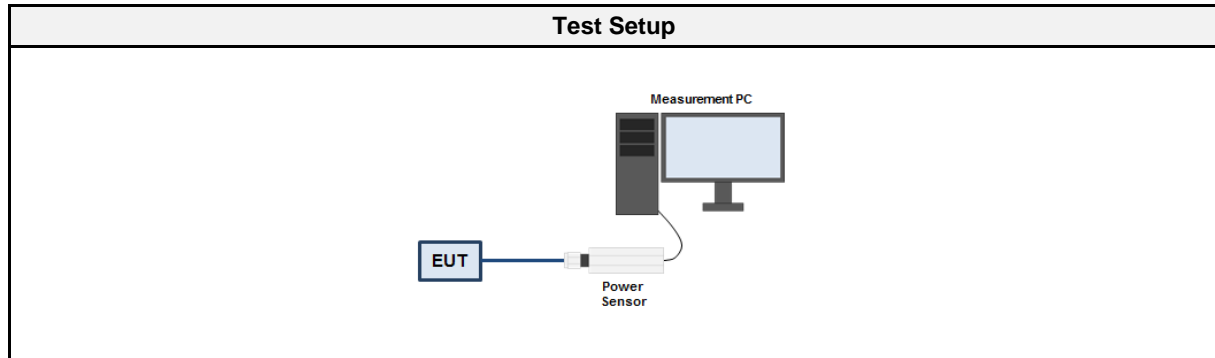 Test Setup
Measurement PC
EUT
Power
Sensor